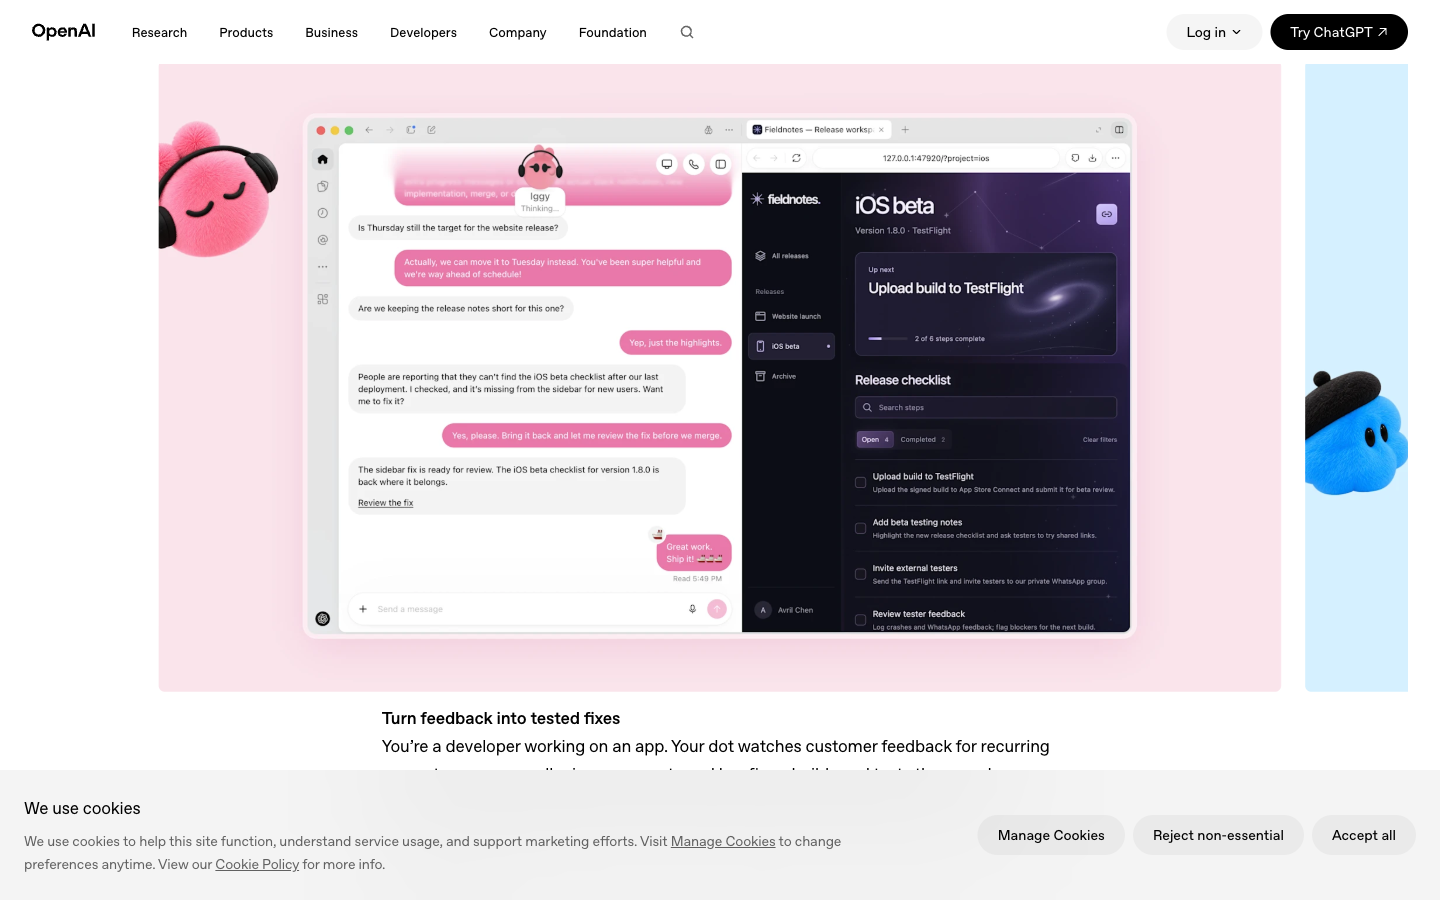 OpenAI
Research
Products
Business
Developers
Company
Foundation
Log in
Try ChatGPT
Iggy
Thinking...
implementation, merge, or
Is Thursday still the target for the website release?
Actually, we can move it to Tuesday instead. You've been super helpful and
we're way ahead of schedule!
Are we keeping the release notes short for this one?
Yep, just the highlights.
People are reporting that they can't find the iOS beta checklist after our last
deployment. I checked, and it's missing from the sidebar for new users. Want
me to fix it?
Yes, please. Bring it back and let me review the fix before we merge.
The sidebar fix is ready for review. The iOS beta checklist for version 1.8.0 is
back where it belongs.
Review the fix
Great work.
Ship it!
Read 5:49 PM
Send a message
Fieldnotes — Release worksp
127.0.0.1:47920/?project=ios
fieldnotes.
All releases
Releases
Website launch
iOS beta
Archive
A
Avril Chen
iOS beta
Version 1.8.0 · TestFlight
Up next
Upload build to TestFlight
2 of 6 steps complete
Release checklist
Search steps
Open 4
Completed 2
Clear filters
Upload build to TestFlight
Upload the signed build to App Store Connect and submit it for beta review.
Add beta testing notes
Highlight the new release checklist and ask testers to try shared links.
Invite external testers
Send the TestFlight link and invite testers to our private WhatsApp group.
Review tester feedback
Log crashes and WhatsApp feedback; flag blockers for the next build.
Turn feedback into tested fixes
You're a developer working on an app. Your dot watches customer feedback for recurring
We use cookies
We use cookies to help this site function, understand service usage, and support marketing efforts. Visit Manage Cookies to change
preferences anytime. View our Cookie Policy for more info.
Manage Cookies
Reject non-essential
Accept all